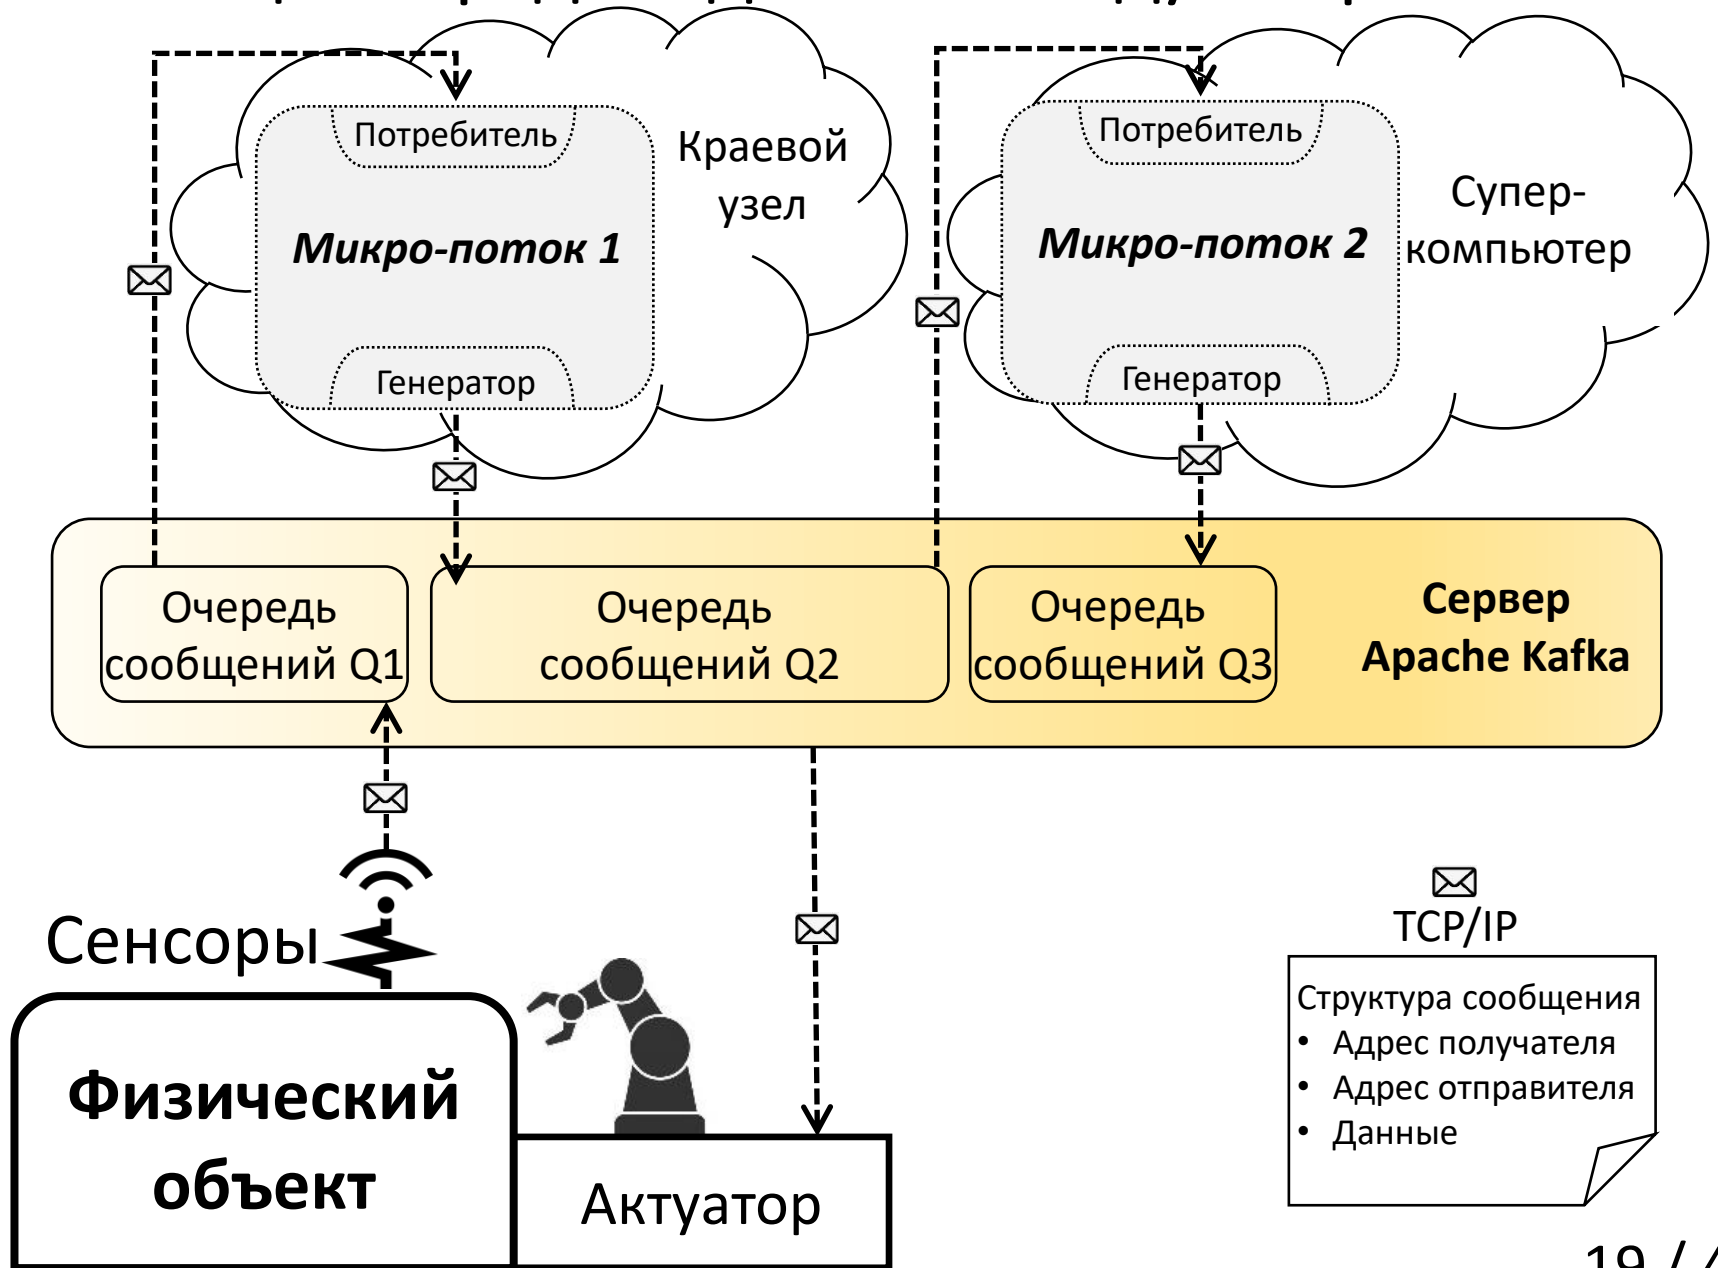 Потребитель
Краевой
узел
Микро-поток 1
Генератор
Потребитель
Супер-
компьютер
Микро-поток 2
Генератор
Очередь
сообщений Q1
Очередь
сообщений Q2
Очередь
сообщений Q3
Сервер
Apache Kafka
Сенсоры
Физический
объект
Актуатор
TCP/IP
Структура сообщения
• Адрес получателя
• Адрес отправителя
• Данные
19 /